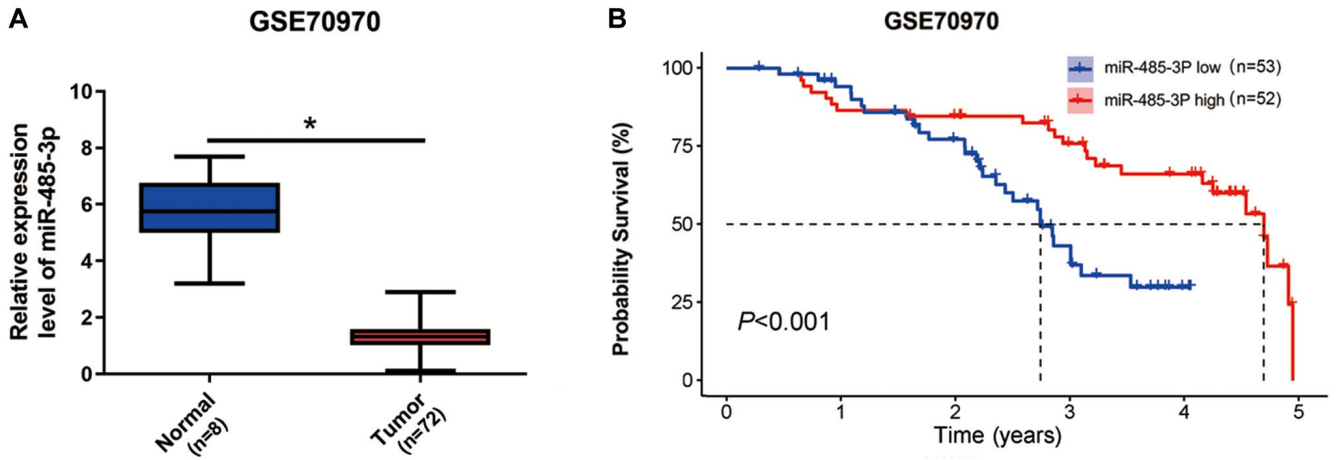 A
GSE70970
Relative expression
level of miR-485-3p
10
8
6
4
2
0
*
Normal
(n=8)
Tumor
(n=72)
B
GSE70970
Probability Survival (%)
100
75
50
25
0
miR-485-3P low (n=53)
miR-485-3P high (n=52)
P<0.001
0 1 2 3 4 5
Time (years)